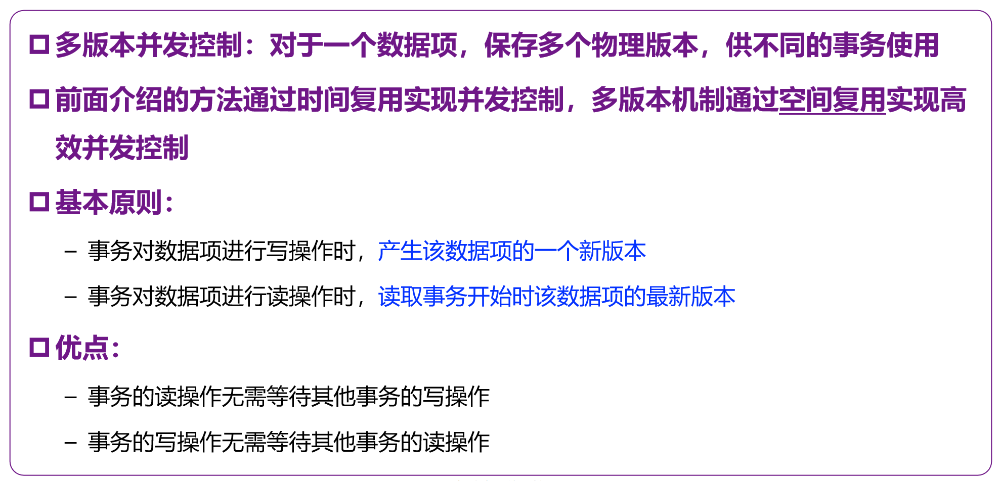 多版本并发控制：对于一个数据项，保存多个物理版本，供不同的事务使用
前面介绍的方法通过时间复用实现并发控制，多版本机制通过空间复用实现高
效并发控制
基本原则：
– 事务对数据项进行写操作时，产生该数据项的一个新版本
– 事务对数据项进行读操作时，读取事务开始时该数据项的最新版本
优点：
– 事务的读操作无需等待其他事务的写操作
– 事务的写操作无需等待其他事务的读操作